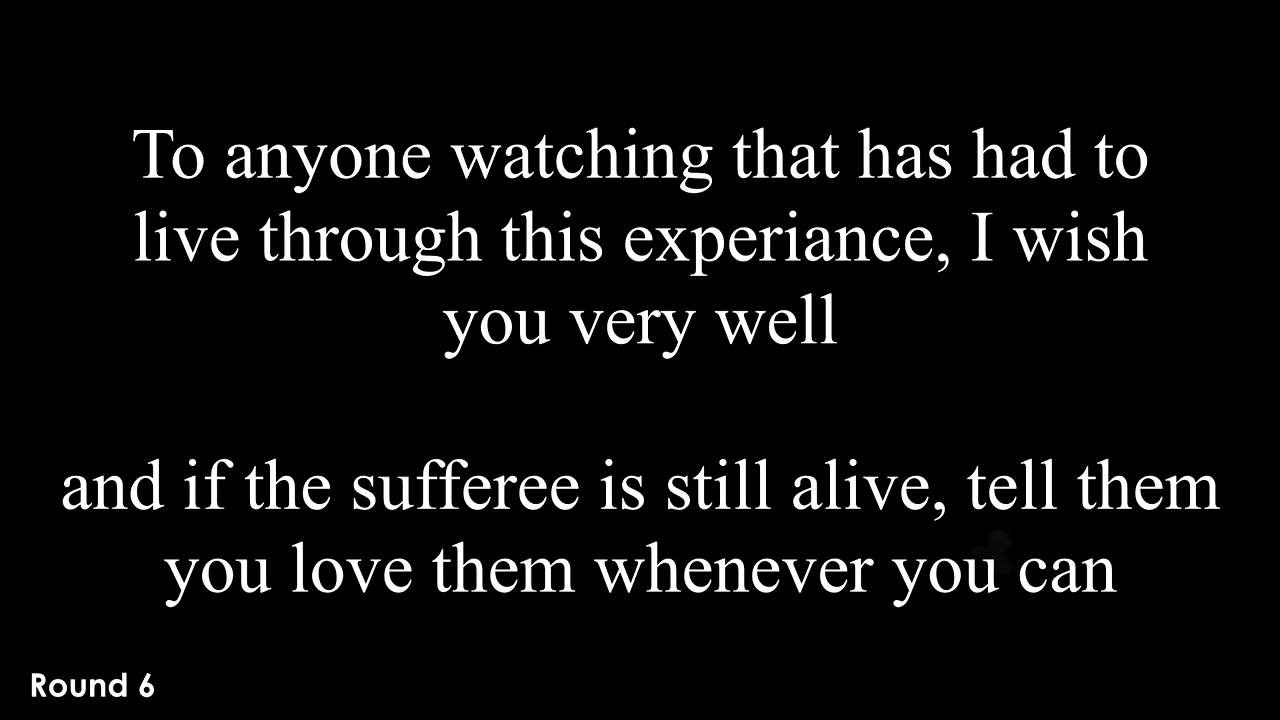 To anyone watching that has had to
live through this experiance, I wish
you very well
and if the sufferee is still alive, tell them
you love them whenever you can
Round 6